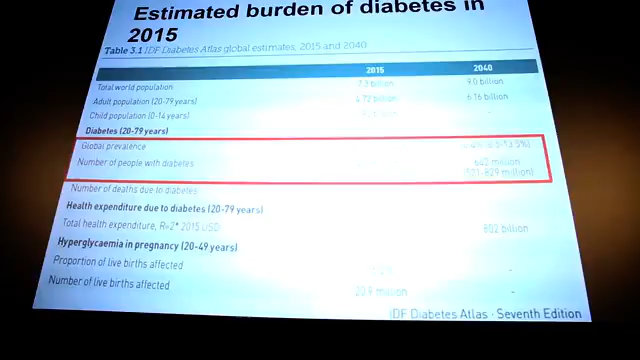 Estimated burden of diabetes in
2015
Table 3.1 IDF Diabetes Atlas global estimates, 2015 and 2040
2015 2040
Total world population 7.3 billion 9.0 billion
Adult population (20-79 years) 4.72 billion 6.16 billion
Child population (0-14 years) -
Diabetes (20-79 years)
Global prevalence
Number of people with diabetes 642 million
(521-829 million)
Number of deaths due to diabetes
Health expenditure due to diabetes (20-79 years)
Total health expenditure, R=2* 2015 USD 802 billion
Hyperglycaemia in pregnancy (20-49 years)
Proportion of live births affected -
Number of live births affected 20.9 million -
IDF Diabetes Atlas · Seventh Edition